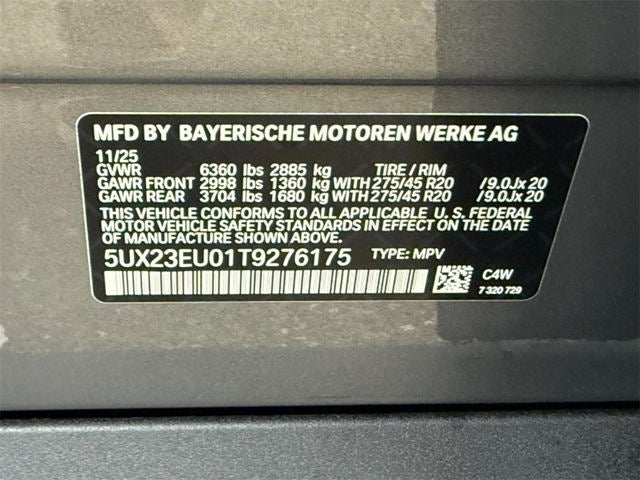 MFD BY BAYERISCHE MOTOREN WERKE AG
11/25
GVWR 6360 lbs 2885 kg TIRE / RIM
GAWR FRONT 2998 lbs 1360 kg WITH 275/45 R20 /9.0Jx 20
GAWR REAR 3704 lbs 1680 kg WITH 275/45 R20 /9.0Jx 20
THIS VEHICLE CONFORMS TO ALL APPLICABLE U. S. FEDERAL
MOTOR VEHICLE SAFETY STANDARDS IN EFFECT ON THE
DATE OF MANUFACTURE SHOWN ABOVE.
5UX23EU01T9276175 TYPE: MPV
C4W
7 320 729